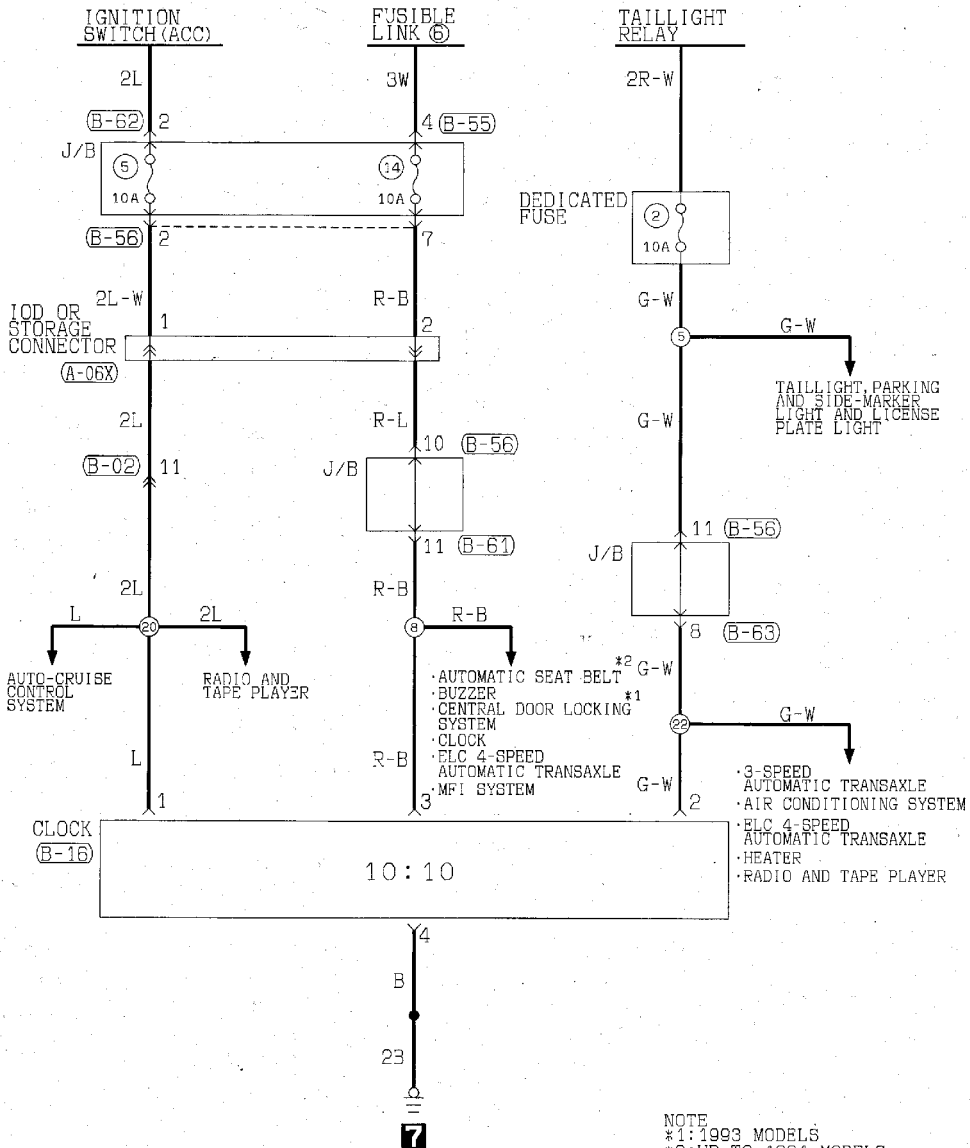 IGNITION
SWITCH(ACC)
FUSIBLE
LINK ⑥
TAILLIGHT
RELAY
2L
3W
2R-W
B-62
2
4
B-55
J/B
5
10A
14
10A
DEDICATED
FUSE
2
10A
B-56
2
7
2L-W
R-B
G-W
IOD OR
STORAGE
CONNECTOR
1
2
A-06X
5
G-W
TAILLIGHT,PARKING
AND SIDE-MARKER
LIGHT AND LICENSE
PLATE LIGHT
2L
R-L
G-W
B-02
11
10
B-56
J/B
11
B-61
11
B-56
J/B
8
B-63
2L
R-B
L
20
2L
8
R-B
AUTO-CRUISE
CONTROL
SYSTEM
RADIO AND
TAPE PLAYER
·AUTOMATIC SEAT BELT*2
·BUZZER
·CENTRAL DOOR LOCKING*1
SYSTEM
·CLOCK
·ELC 4-SPEED
AUTOMATIC TRANSAXLE
·MFI SYSTEM
G-W
22
G-W
·3-SPEED
AUTOMATIC TRANSAXLE
·AIR CONDITIONING SYSTEM
·ELC 4-SPEED
AUTOMATIC TRANSAXLE
·HEATER
·RADIO AND TAPE PLAYER
L
R-B
G-W
1
3
2
CLOCK
B-16
10:10
4
B
7
NOTE
*1:1993 MODELS